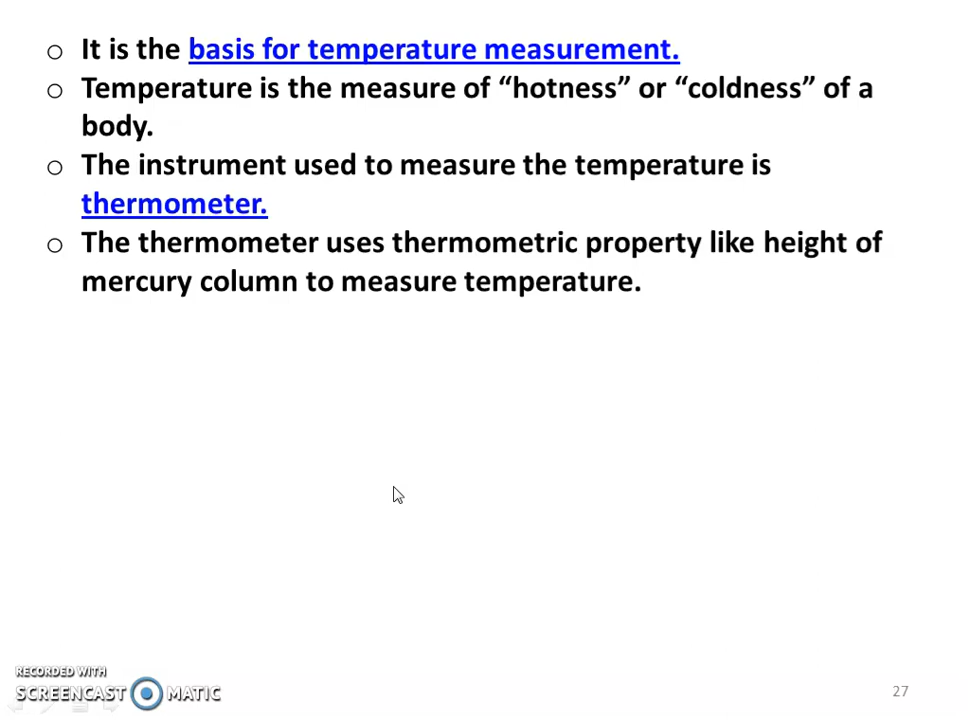 o It is the basis for temperature measurement.
o Temperature is the measure of “hotness” or “coldness” of a
body.
o The instrument used to measure the temperature is
thermometer.
o The thermometer uses thermometric property like height of
mercury column to measure temperature.
RECORDED WITH
SCREENCAST MATIC
27